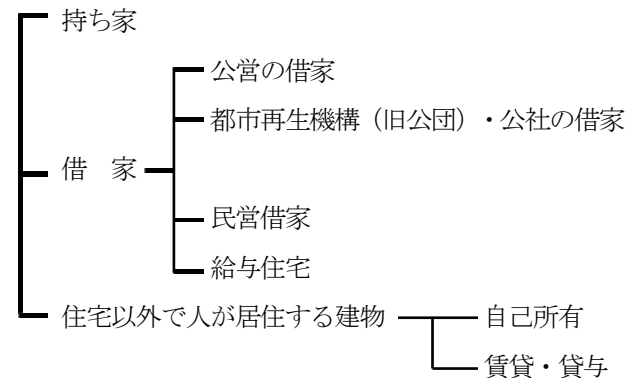 持ち家
公営の借家
都市再生機構（旧公団）・公社の借家
借　家
民営借家
給与住宅
住宅以外で人が居住する建物
自己所有
賃貸・貸与